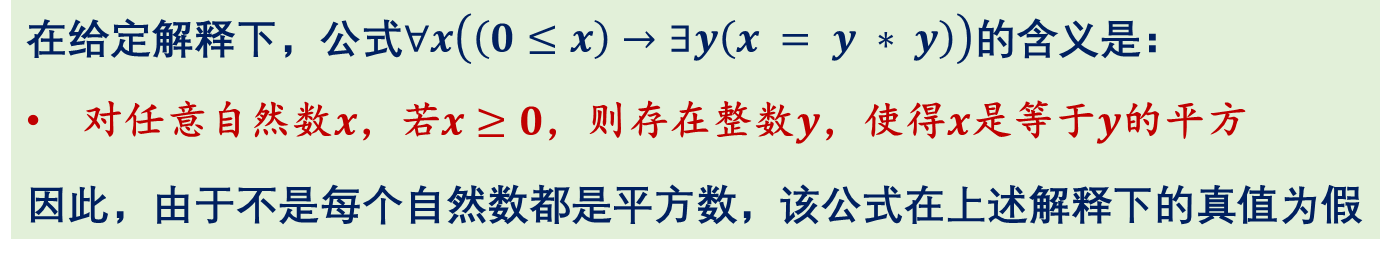 在给定解释下，公式∀x((0 ≤ x) → ∃y(x = y * y))的含义是：
• 对任意自然数x，若x ≥ 0，则存在整数y，使得x是等于y的平方
因此，由于不是每个自然数都是平方数，该公式在上述解释下的真值为假